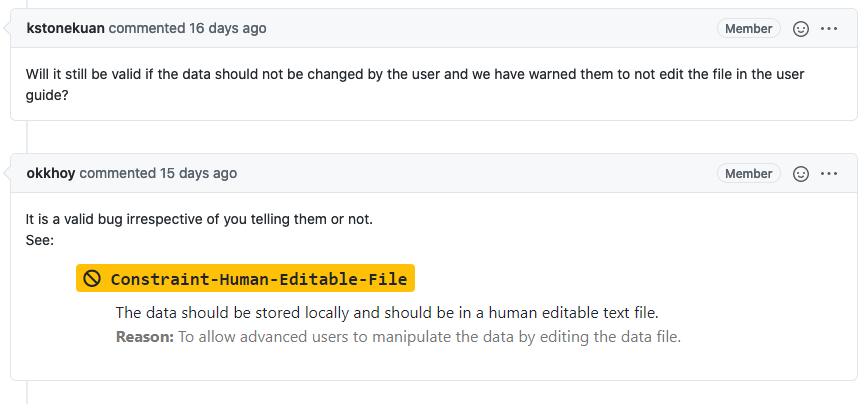 kstonekuan commented 16 days ago
Member
Will it still be valid if the data should not be changed by the user and we have warned them to not edit the file in the user
guide?
okkhoy commented 15 days ago
Member
It is a valid bug irrespective of you telling them or not.
See:
Constraint-Human-Editable-File
The data should be stored locally and should be in a human editable text file.
Reason: To allow advanced users to manipulate the data by editing the data file.